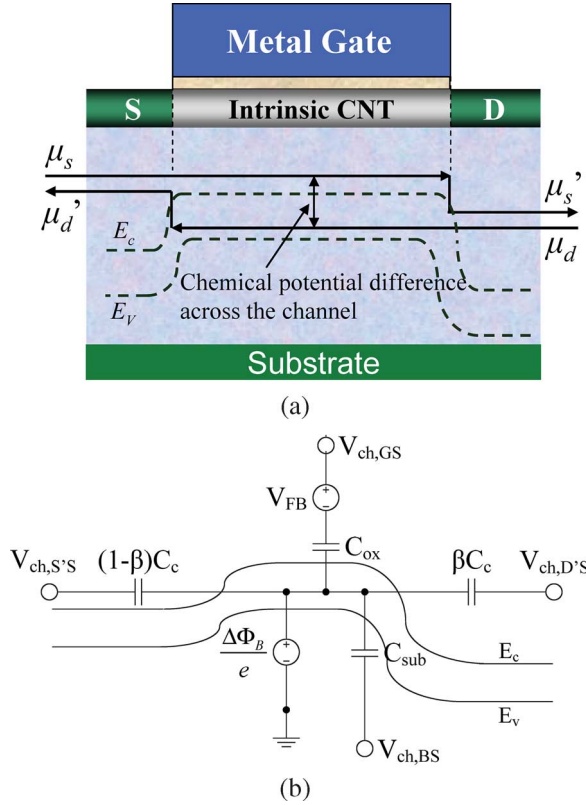 Metal Gate
S
Intrinsic CNT
D
μs
μs'
μd'
μd
Ec
EV
Chemical potential difference
across the channel
Substrate
(a)
Vch,GS
VFB
Cox
Vch,S'S
(1-β)Cc
βCc
Vch,D'S
ΔΦB
e
Csub
Ec
Ev
Vch,BS
(b)